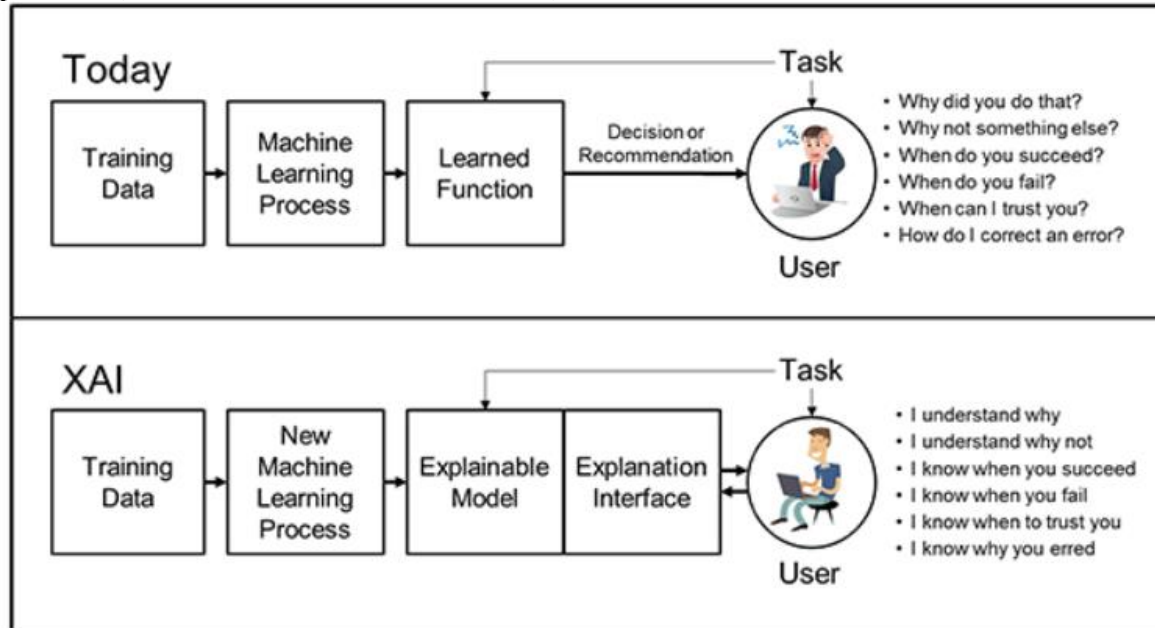 Today
Task
Training
Data
Machine
Learning
Process
Learned
Function
Decision or
Recommendation
User
• Why did you do that?
• Why not something else?
• When do you succeed?
• When do you fail?
• When can I trust you?
• How do I correct an error?
XAI
Task
Training
Data
New
Machine
Learning
Process
Explainable
Model
Explanation
Interface
User
• I understand why
• I understand why not
• I know when you succeed
• I know when you fail
• I know when to trust you
• I know why you erred